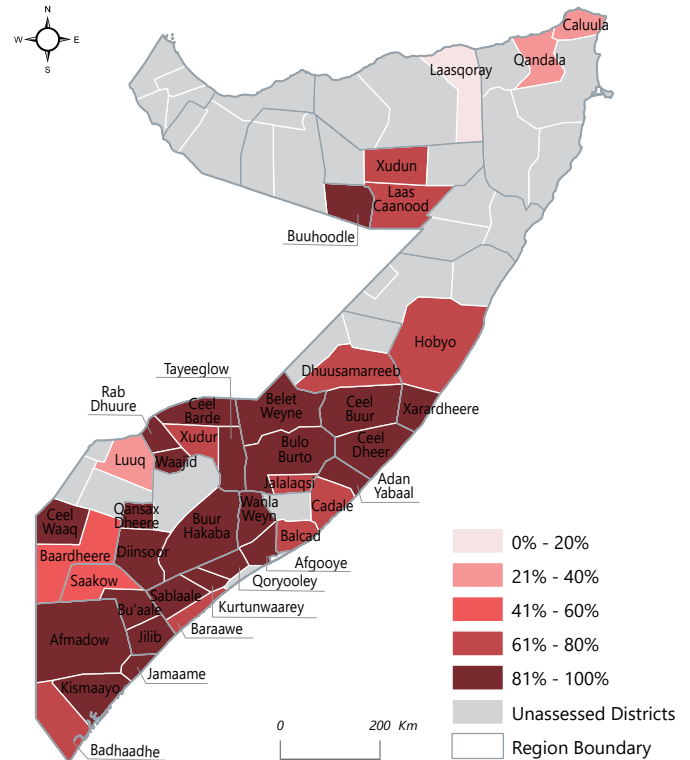 N
W
E
S
Caluula
Qandala
Laasqoray
Xudun
Laas
Caanood
Buuhoodle
Hobyo
Dhuusamarreeb
Tayeeglow
Rab
Dhuure
Ceel
Barde
Belet
Weyne
Ceel
Buur
Xarardheere
Xudur
Waajid
Luuq
Bulo
Burto
Ceel
Dheer
Jalalaqsi
Adan
Yabaal
Cadale
Wanla
Weyn
Balcad
Qansax
Dheere
Buur
Hakaba
Ceel
Waaq
Diinsoor
Baardheere
Saakow
Afgooye
Qoryooley
Kurtunwaarey
Sablaale
Bu'aale
Baraawe
Jilib
Afmadow
Jamaame
Kismaayo
Badhaadhe
0% - 20%
21% - 40%
41% - 60%
61% - 80%
81% - 100%
Unassessed Districts
Region Boundary
0 200 Km